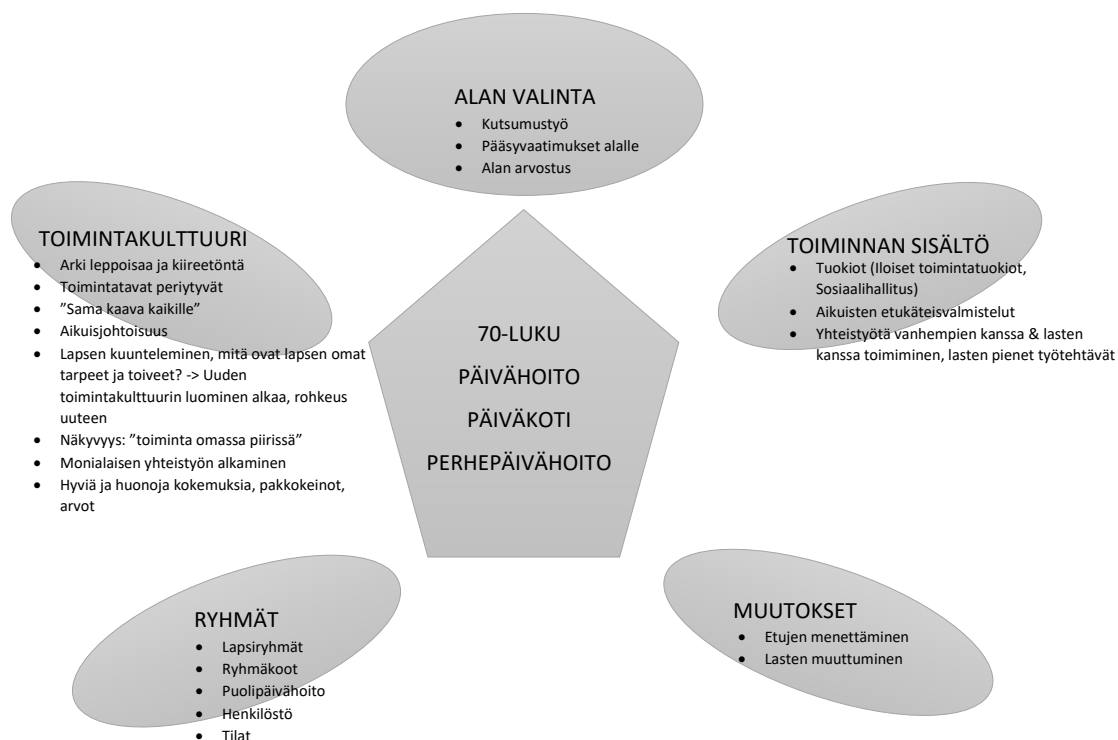 ALAN VALINTA
• Kutsumustyö
• Pääsyvaatimukset alalle
• Alan arvostus
TOIMINTAKULTTUURI
• Arki leppoisaa ja kiireetöntä
• Toimintatavat periytyvät
• ”Sama kaava kaikille”
• Aikuisjohtoisuus
• Lapsen kuunteleminen, mitä ovat lapsen omat
tarpeet ja toiveet? -> Uuden
toimintakulttuurin luominen alkaa, rohkeus
uuteen
• Näkyvyys: ”toiminta omassa piirissä”
• Monialaisen yhteistyön alkaminen
• Hyviä ja huonoja kokemuksia, pakkokeinot,
arvot
TOIMINNAN SISÄLTÖ
• Tuokiot (Iloiset toimintatuokiot,
Sosiaalihallitus)
• Aikuisten etukäteisvalmistelut
• Yhteistyötä vanhempien kanssa & lasten
kanssa toimiminen, lasten pienet työtehtävät
70-LUKU
PÄIVÄHOITO
PÄIVÄKOTI
PERHEPÄIVÄHOITO
RYHMÄT
• Lapsiryhmät
• Ryhmäkoot
• Puolipäivähoito
• Henkilöstö
• Tilat
MUUTOKSET
• Etujen menettäminen
• Lasten muuttuminen